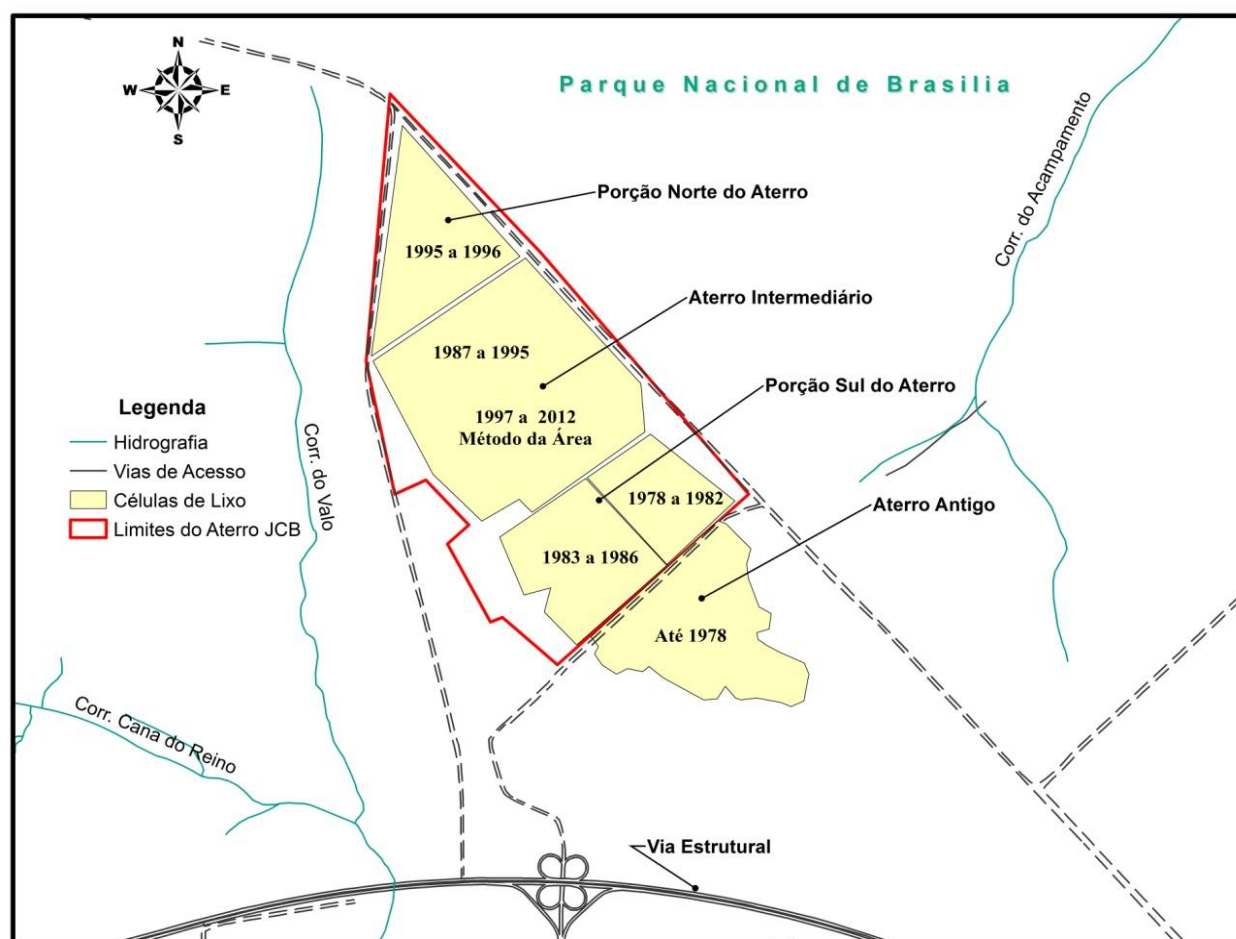 N
W
E
S
Parque Nacional de Brasilia
Corr. do Acampamento
Porção Norte do Aterro
1995 a 1996
Aterro Intermediário
1987 a 1995
Porção Sul do Aterro
1997 a 2012
Método da Área
Legenda
Hidrografia
Vias de Acesso
Células de Lixo
Limites do Aterro JCB
Corr. do Valo
1978 a 1982
Aterro Antigo
1983 a 1986
Até 1978
Corr. Cana do Reino
Via Estrutural